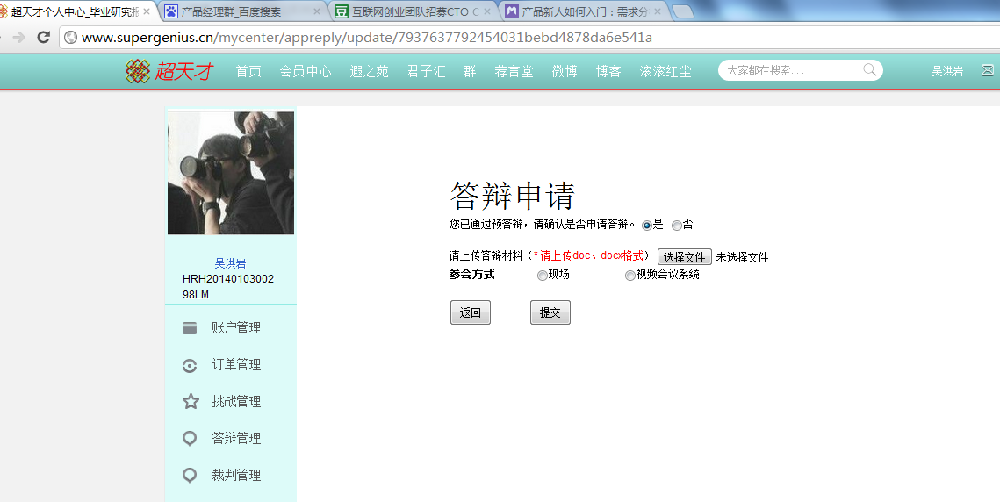 超天才个人中心_毕业研究报
产品经理群_百度搜索
互联网创业团队招募CTO C
产品新人如何入门：需求分
www.supergenius.cn/mycenter/appreply/update/7937637792454031bebd4878da6e541a
超天才 首页 会员中心 遐之苑 君子汇 群 荐言堂 微博 博客 滚滚红尘 大家都在搜索... 吴洪岩
答辩申请
您已通过预答辩，请确认是否申请答辩。 是 否
请上传答辩材料（*请上传doc、docx格式） 选择文件 未选择文件
参会方式 现场 视频会议系统
返回 提交
吴洪岩
HRH20140103002
98LM
账户管理
订单管理
挑战管理
答辩管理
裁判管理